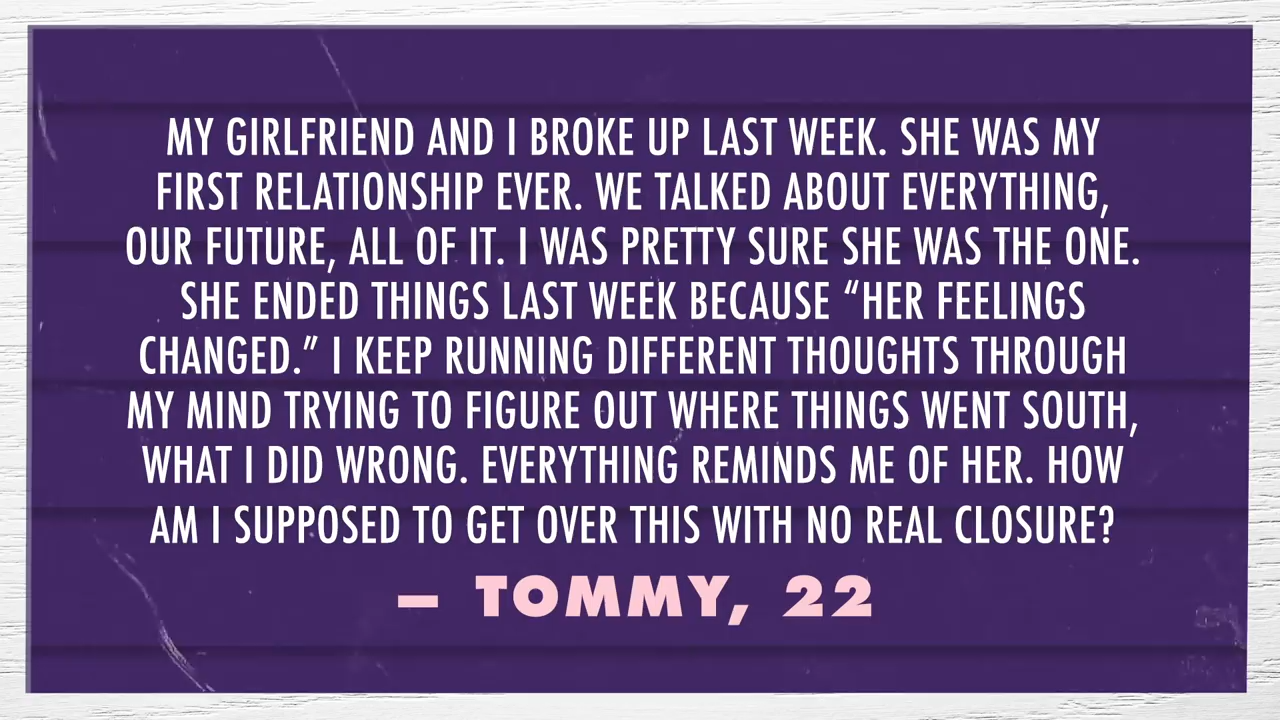 MY GIRLFRIEND AND I BROKE UP LAST WEEK. SHE WAS MY
FIRST RELATIONSHIP EVER. WE TALKED ABOUT EVERYTHING,
OUR FUTURE, ALL OF IT. I WAS PRETTY SURE SHE WAS THE ONE.
SHE ENDED THINGS LAST WEEK BECAUSE “HER FEELINGS
CHANGED.” I KEEP RUNNING DIFFERENT THOUGHTS THROUGH
MY MIND TRYING TO FIGURE OUT WHERE THINGS WENT SOUTH,
WHAT I DID WRONG. EVERYTHING REMINDS ME OF HER. HOW
AM I SUPPOSED TO GET OVER THIS WITH NO REAL CLOSURE?
– TOMMY, 22